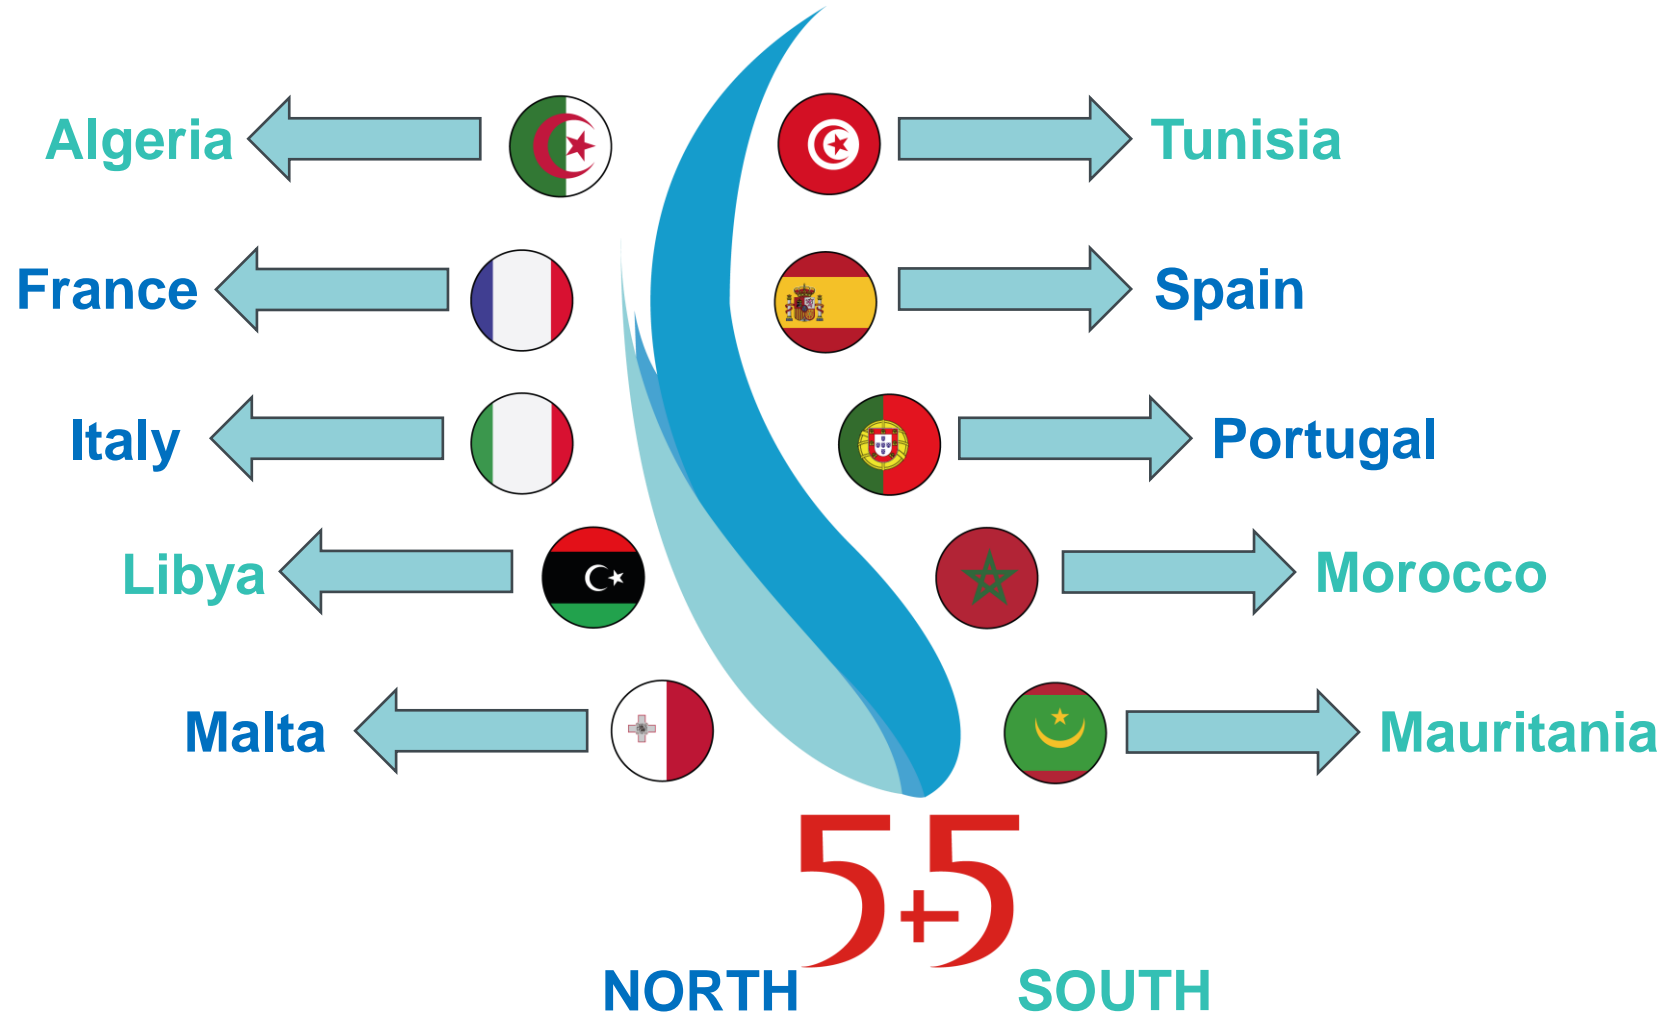 Algeria
Tunisia
France
Spain
Italy
Portugal
Libya
Morocco
Malta
Mauritania
5+5
NORTH
SOUTH